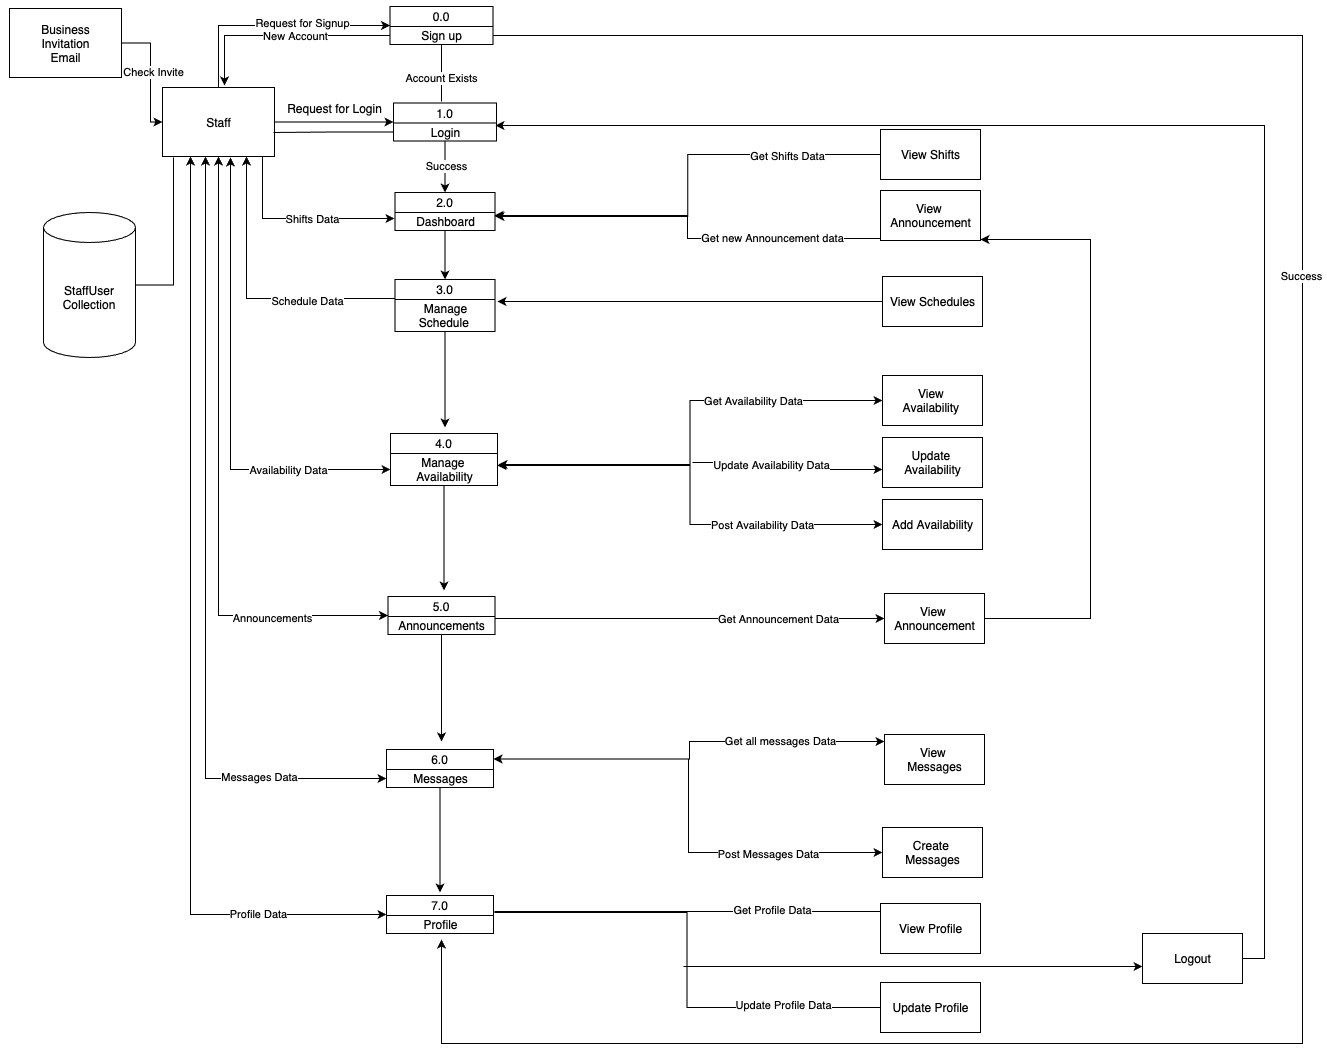 Business
Invitation
Email
Request for Signup
New Account
0.0
Sign up
Check Invite
Account Exists
Staff
Request for Login
1.0
Login
Success
View Shifts
Get Shifts Data
2.0
Dashboard
Shifts Data
View
Announcement
Get new Announcement data
StaffUser
Collection
Schedule Data
3.0
Manage
Schedule
View Schedules
Success
Get Availability Data
View
Availability
4.0
Manage
Availability
Availability Data
Update Availability Data
Update
Availability
Post Availability Data
Add Availability
5.0
Announcements
Announcements
Get Announcement Data
View
Announcement
Get all messages Data
View
Messages
6.0
Messages
Messages Data
Post Messages Data
Create
Messages
7.0
Profile
Profile Data
Get Profile Data
View Profile
Logout
Update Profile Data
Update Profile